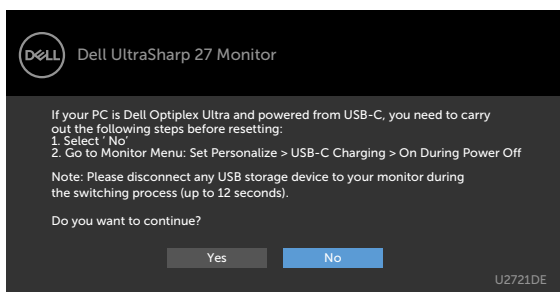 DELL
Dell UltraSharp 27 Monitor
If your PC is Dell Optiplex Ultra and powered from USB-C, you need to carry
out the following steps before resetting:
1. Select ‘ No’
2. Go to Monitor Menu: Set Personalize > USB-C Charging > On During Power Off
Note: Please disconnect any USB storage device to your monitor during
the switching process (up to 12 seconds).
Do you want to continue?
Yes No
U2721DE